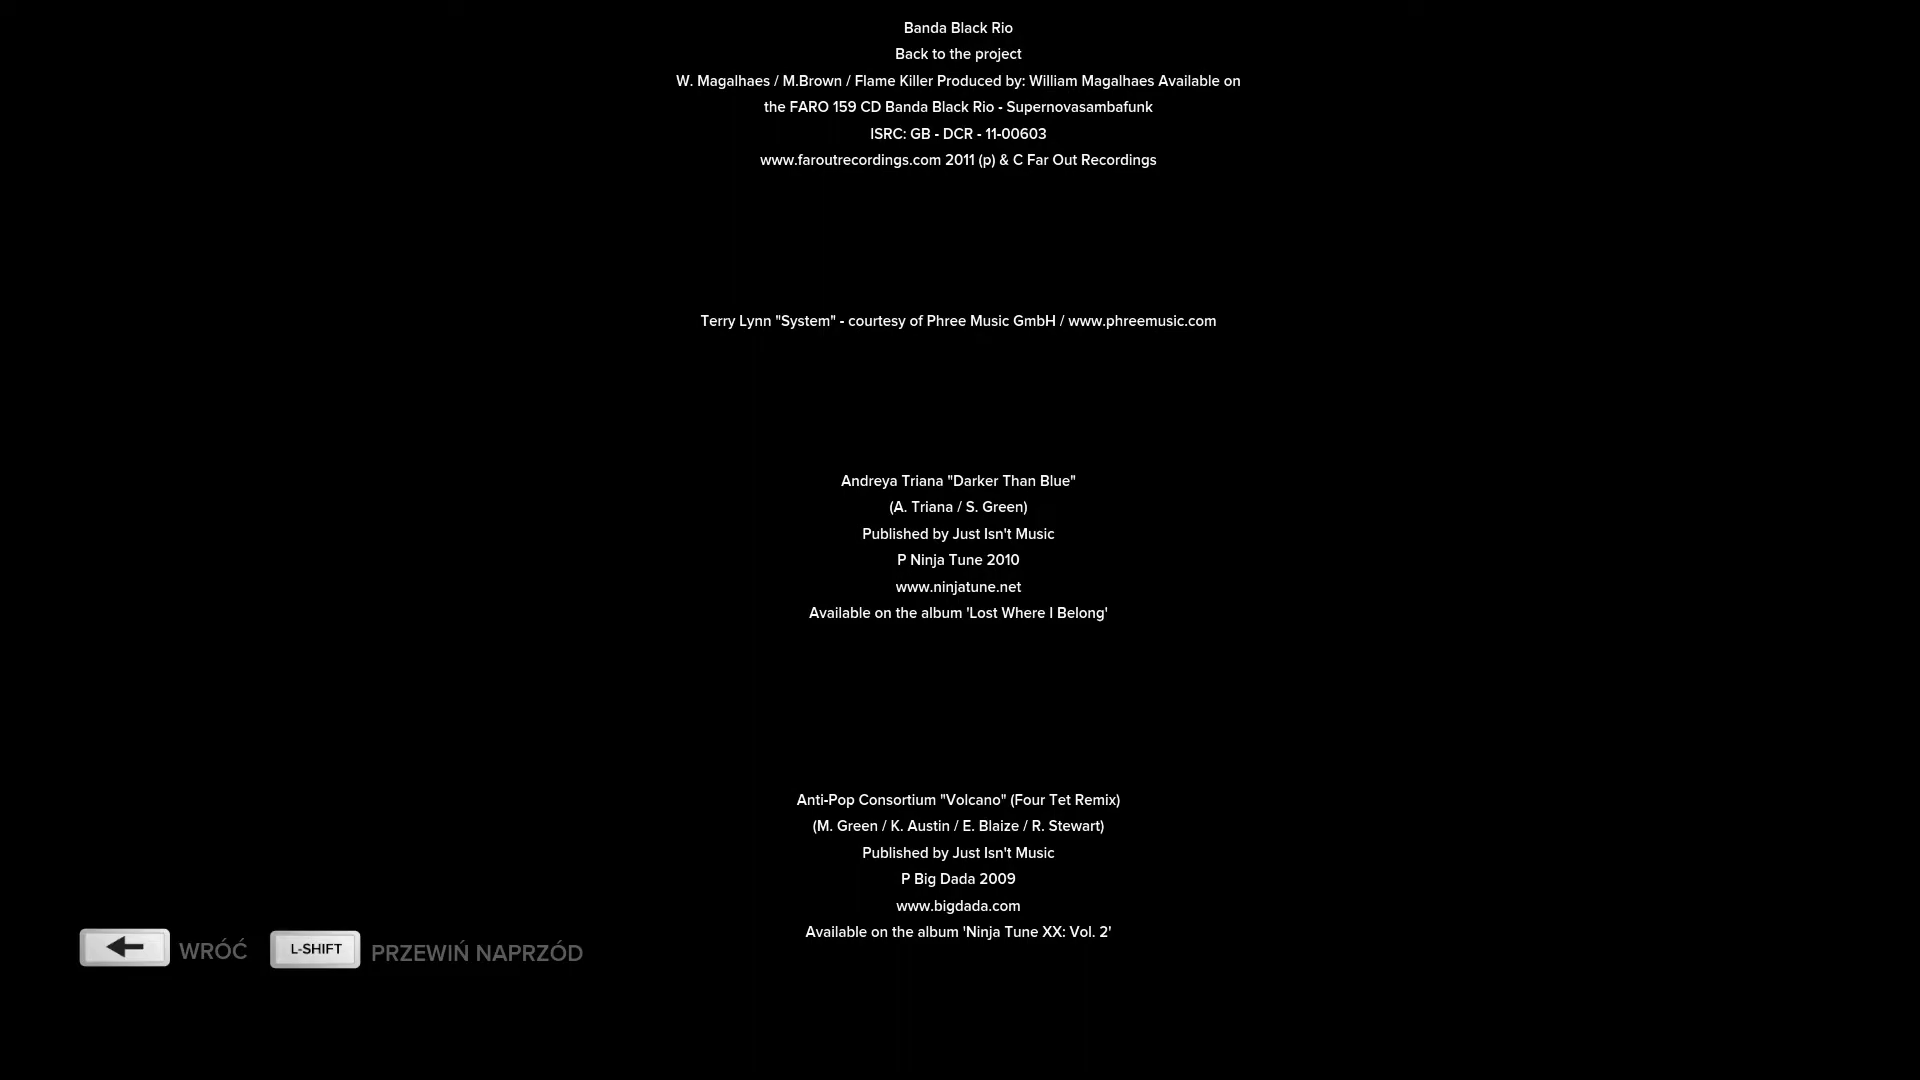 Banda Black Rio
Back to the project
W. Magalhaes / M.Brown / Flame Killer Produced by: William Magalhaes Available on
the FARO 159 CD Banda Black Rio - Supernovasambafunk
ISRC: GB - DCR - 11-00603
www.faroutrecordings.com 2011 (p) & C Far Out Recordings
Terry Lynn "System" - courtesy of Phree Music GmbH / www.phreemusic.com
Andreya Triana "Darker Than Blue"
(A. Triana / S. Green)
Published by Just Isn't Music
P Ninja Tune 2010
www.ninjatune.net
Available on the album 'Lost Where I Belong'
Anti-Pop Consortium "Volcano" (Four Tet Remix)
(M. Green / K. Austin / E. Blaize / R. Stewart)
Published by Just Isn't Music
P Big Dada 2009
www.bigdada.com
Available on the album 'Ninja Tune XX: Vol. 2'
WRÓĆ L-SHIFT PRZEWIŃ NAPRZÓD